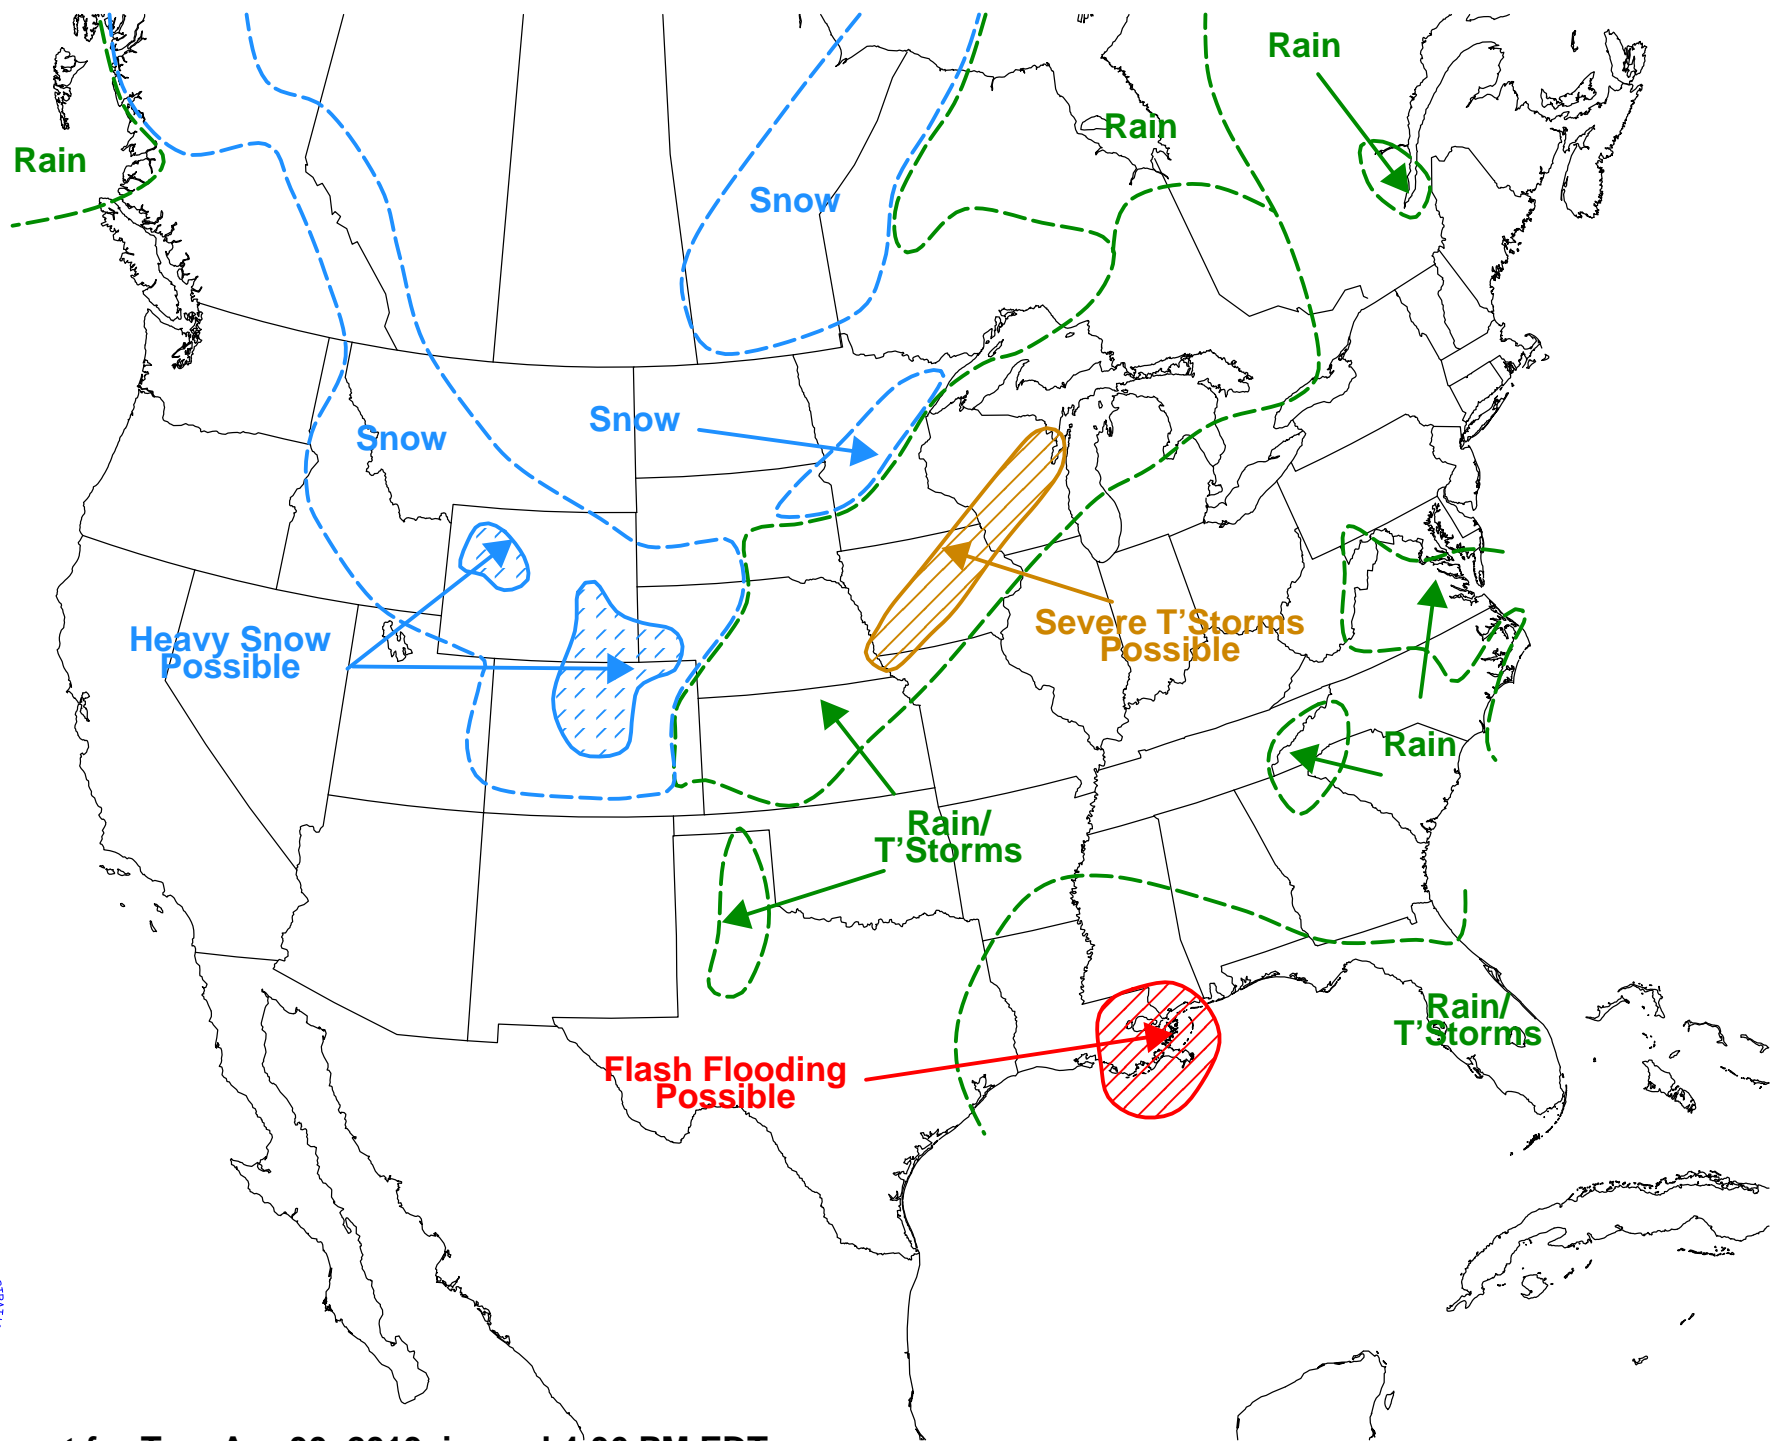 Rain
Rain
Rain
Snow
Snow
Snow
Heavy Snow
Possible
Severe T'Storms
Possible
Rain
Rain/
T'Storms
Rain/
T'Storms
Flash Flooding
Possible